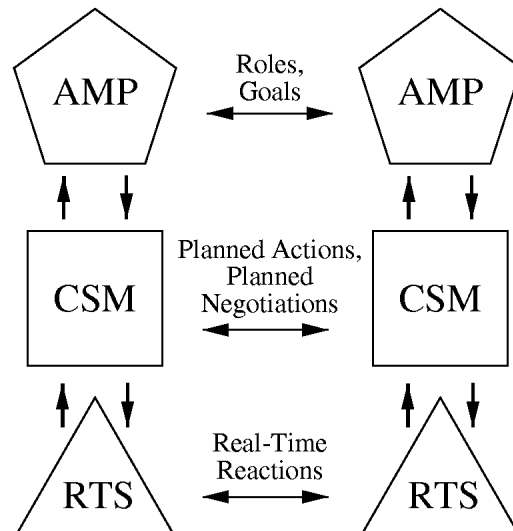 AMP
Roles,
Goals
AMP
CSM
Planned Actions,
Planned
Negotiations
CSM
RTS
Real-Time
Reactions
RTS